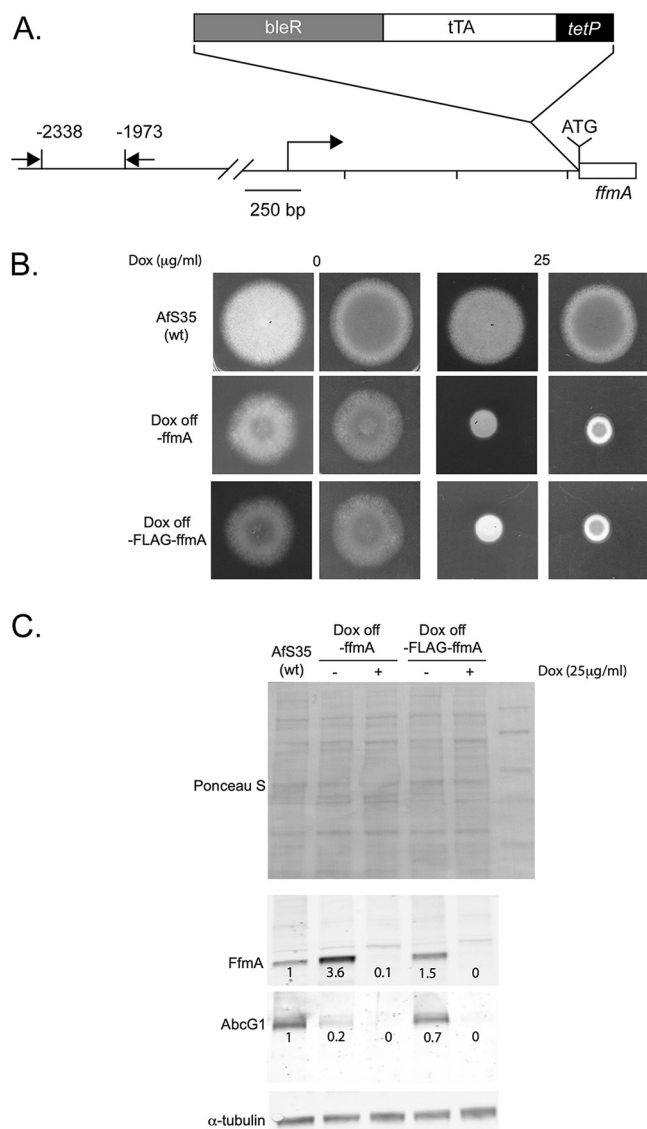 A.
bleR tTA tetP
-2338 -1973 ATG
250 bp ffmA
B.
Dox (μg/ml) 0 25
AfS35
(wt)
Dox off
-ffmA
Dox off
-FLAG-ffmA
C.
Dox off Dox off
AfS35 -ffmA -FLAG-ffmA
(wt) - + - + Dox (25μg/ml)
Ponceau S
FfmA
1 3.6 0.1 1.5 0
AbcG1
1 0.2 0 0.7 0
α-tubulin